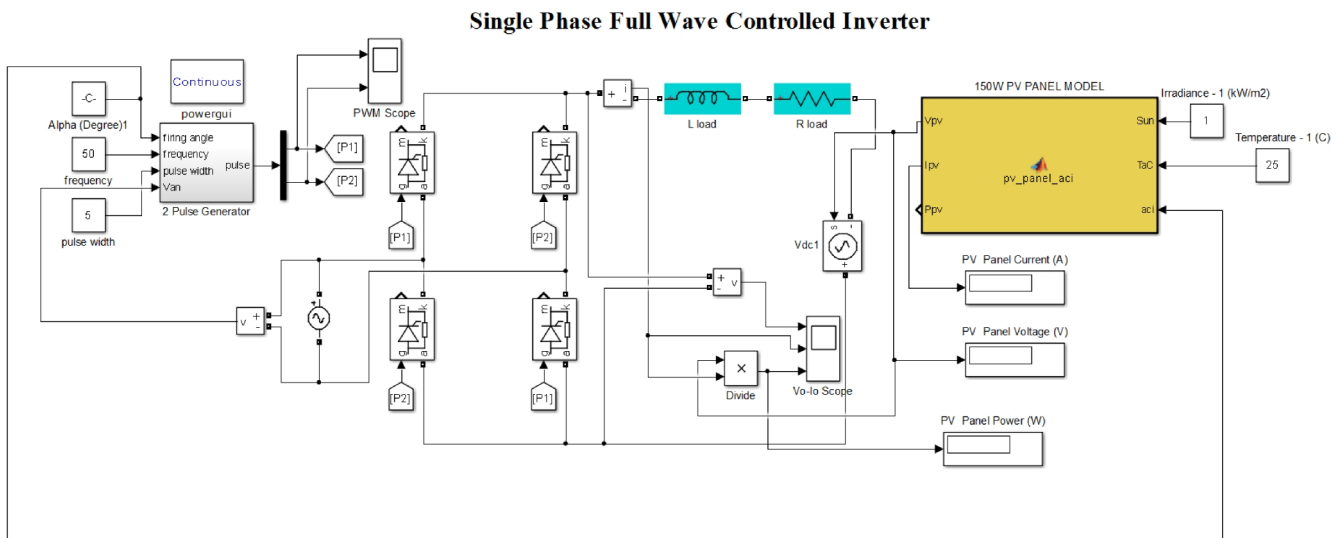 Single Phase Full Wave Controlled Inverter
-C-
Alpha (Degree)1
Continuous
powergui
PWM Scope
firing angle
frequency
pulse width
Van
pulse
2 Pulse Generator
50
frequency
5
pulse width
[P1]
[P2]
m
k
g
a
[P1]
m
k
g
a
[P2]
m
k
g
a
[P2]
m
k
g
a
[P1]
v
+
-
+
+
-
i
L load
R load
Vdc1
s
-
+
+
-
v
×
Divide
Vo-Io Scope
150W PV PANEL MODEL
Vpv
Ipv
Ppv
pv_panel_aci
Sun
TaC
aci
Irradiance - 1 (kW/m2)
1
Temperature - 1 (C)
25
PV Panel Current (A)
PV Panel Voltage (V)
PV Panel Power (W)